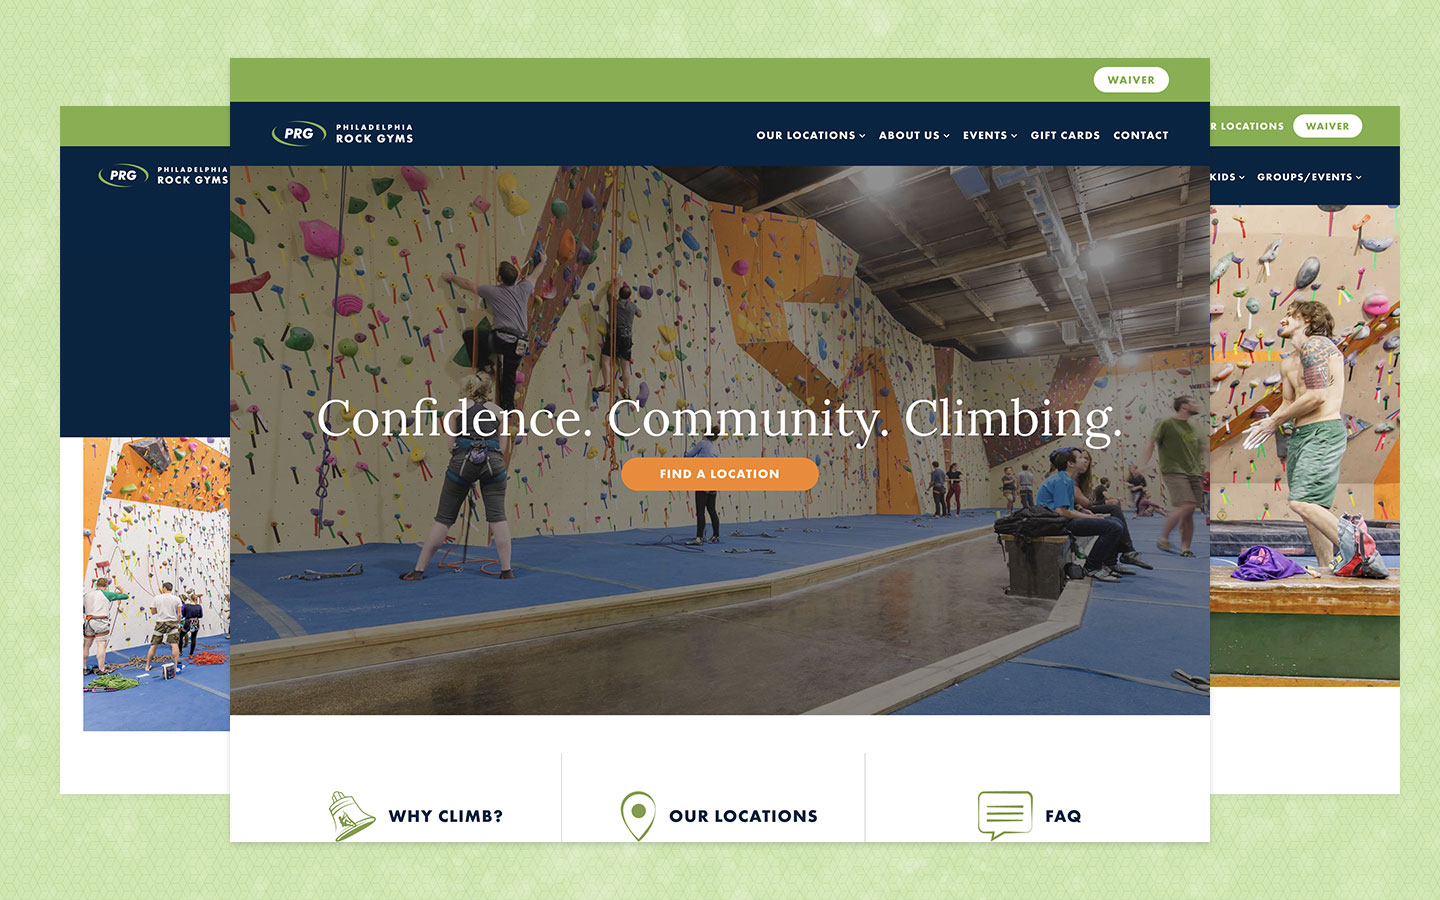 WAIVER
PRG
PHILADELPHIA
ROCK GYMS
OUR LOCATIONS ABOUT US EVENTS GIFT CARDS CONTACT
Confidence. Community. Climbing.
FIND A LOCATION
WHY CLIMB?
OUR LOCATIONS
FAQ
PRG
PHILADELPHIA
ROCK GYMS
R LOCATIONS WAIVER
KIDS GROUPS/EVENTS